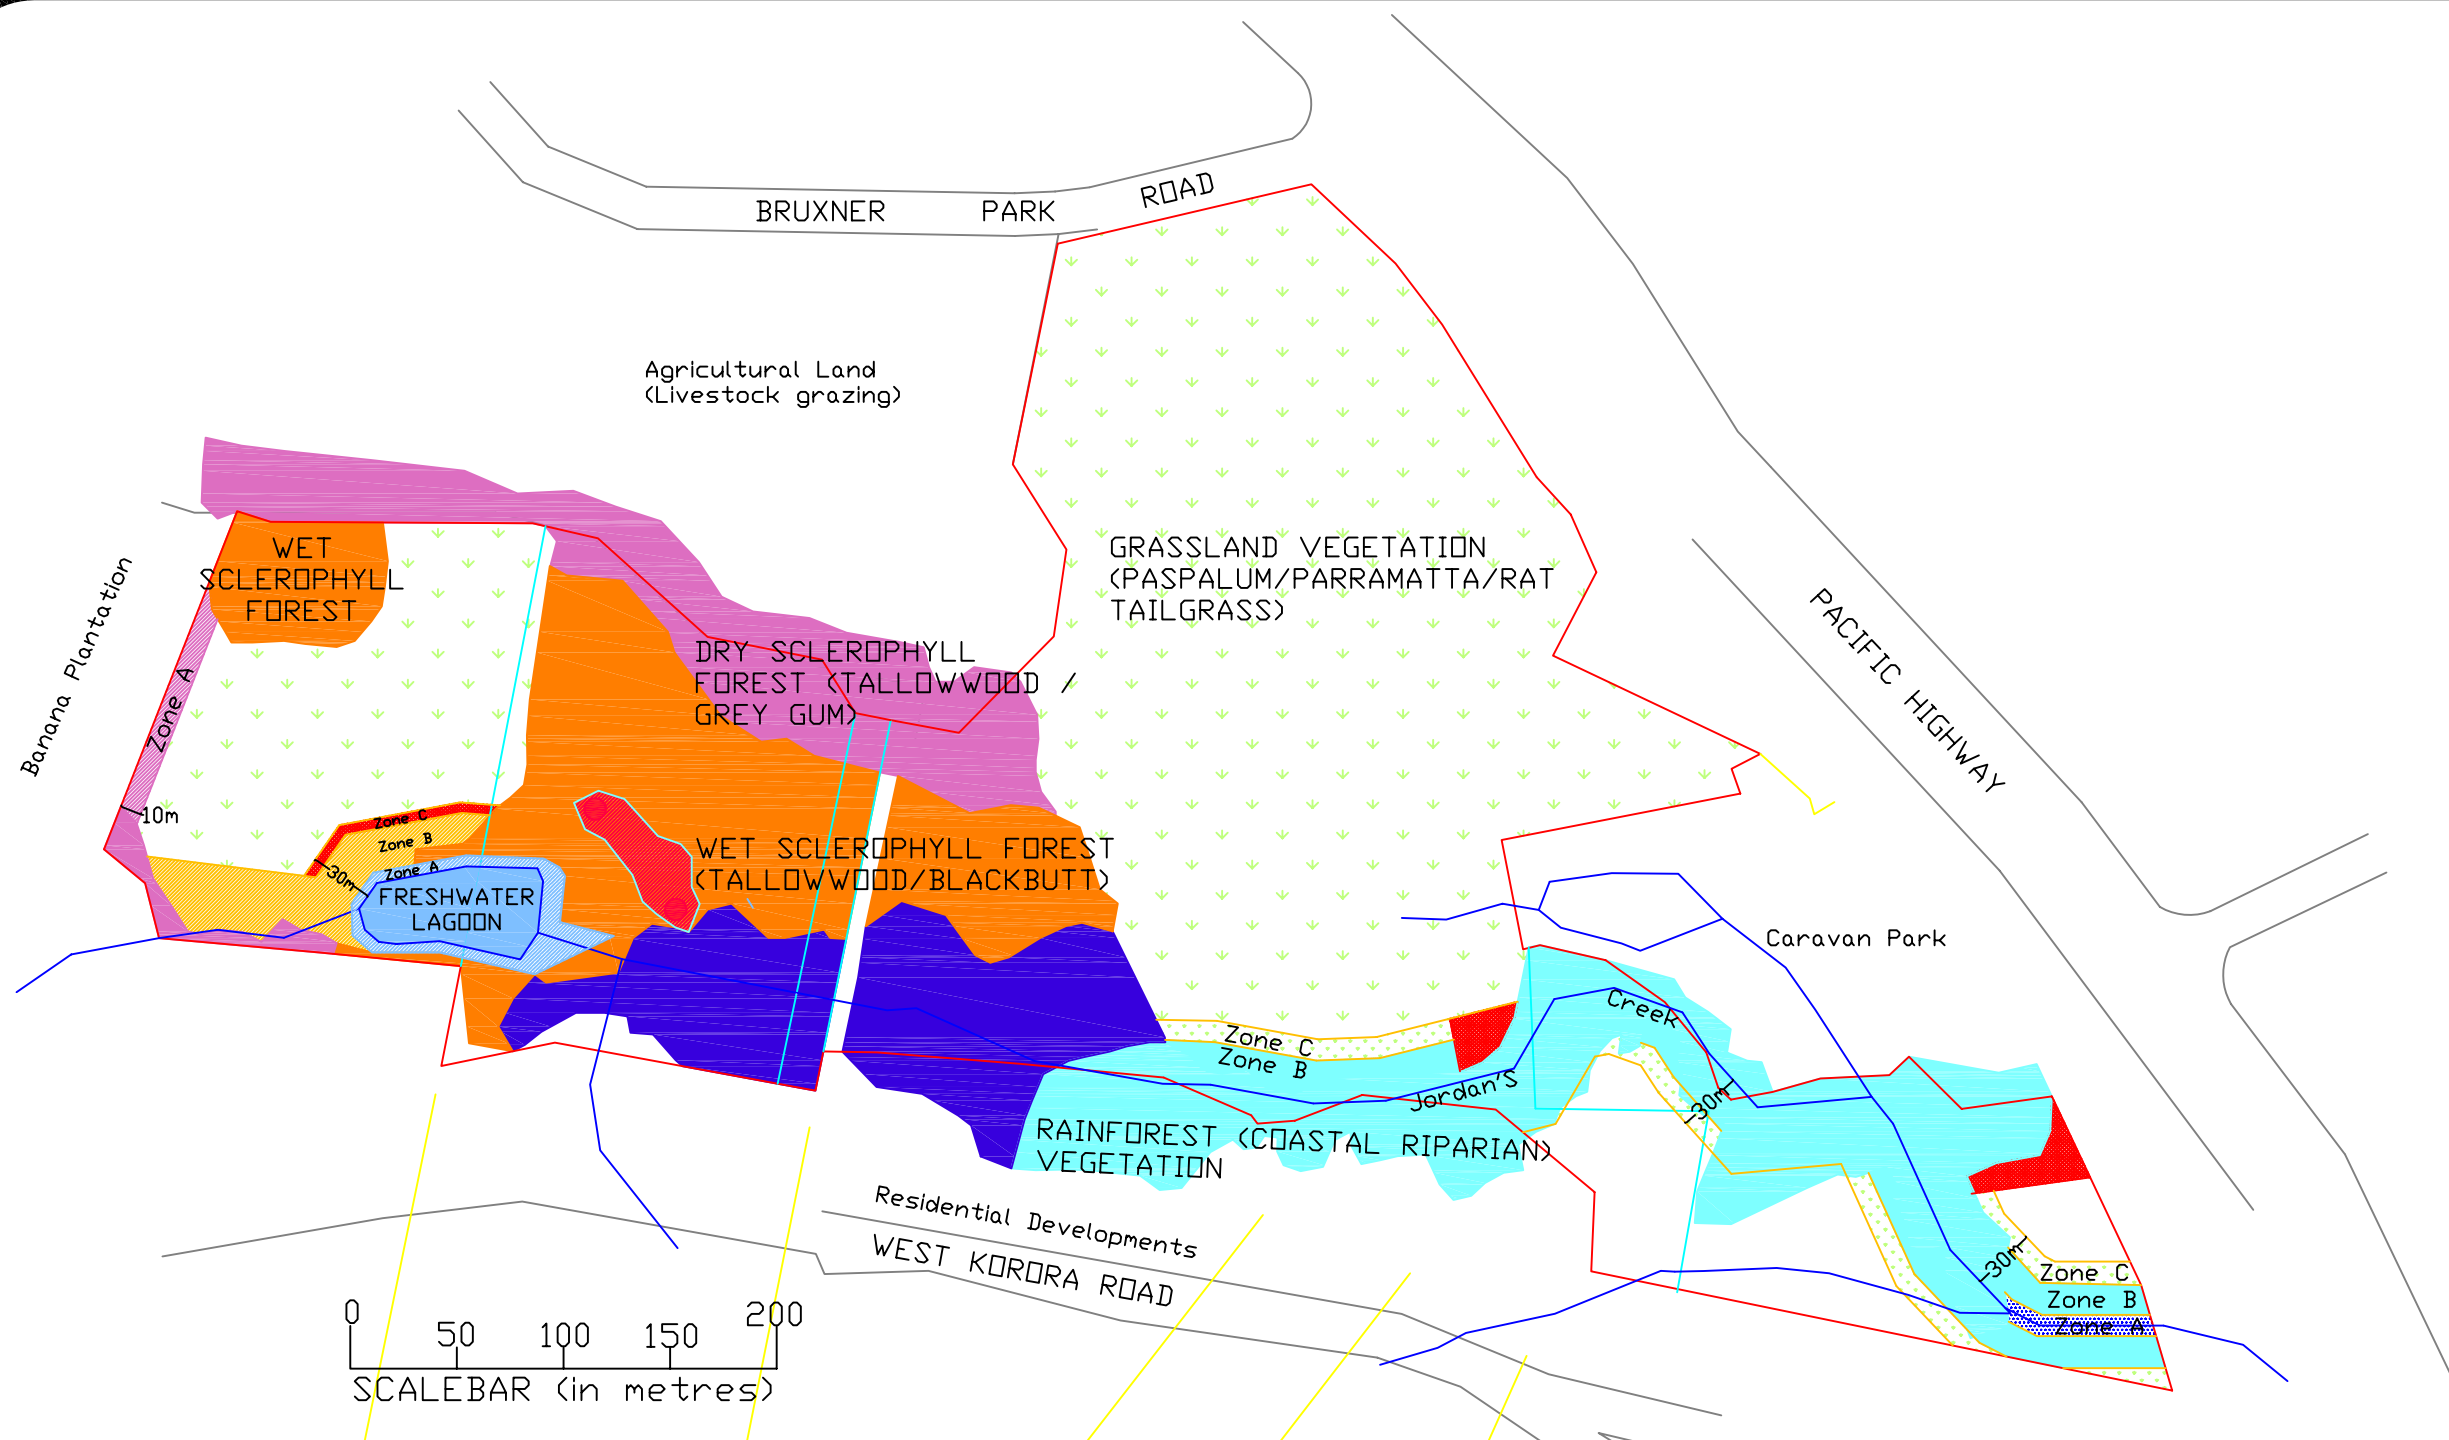 BRUXNER PARK ROAD
Agricultural Land
(Livestock grazing)
WET
SCLEROPHYLL
FOREST
Banana Plantation
Zone A
10m
GRASSLAND VEGETATION
(PASPALUM/PARRAMATTA/RAT
TAILGRASS)
PACIFIC HIGHWAY
DRY SCLEROPHYLL
FOREST (TALLOWWOOD /
GREY GUM)
Zone C
Zone B
Zone A
30m
FRESHWATER
LAGOON
WET SCLEROPHYLL FOREST
(TALLOWWOOD/BLACKBUTT)
Caravan Park
Zone C
Zone B
Jordan's Creek
30m
RAINFOREST (COASTAL RIPARIAN)
VEGETATION
Residential Developments
WEST KORORA ROAD
30m
Zone C
Zone B
Zone A
0 50 100 150 200
SCALEBAR (in metres)